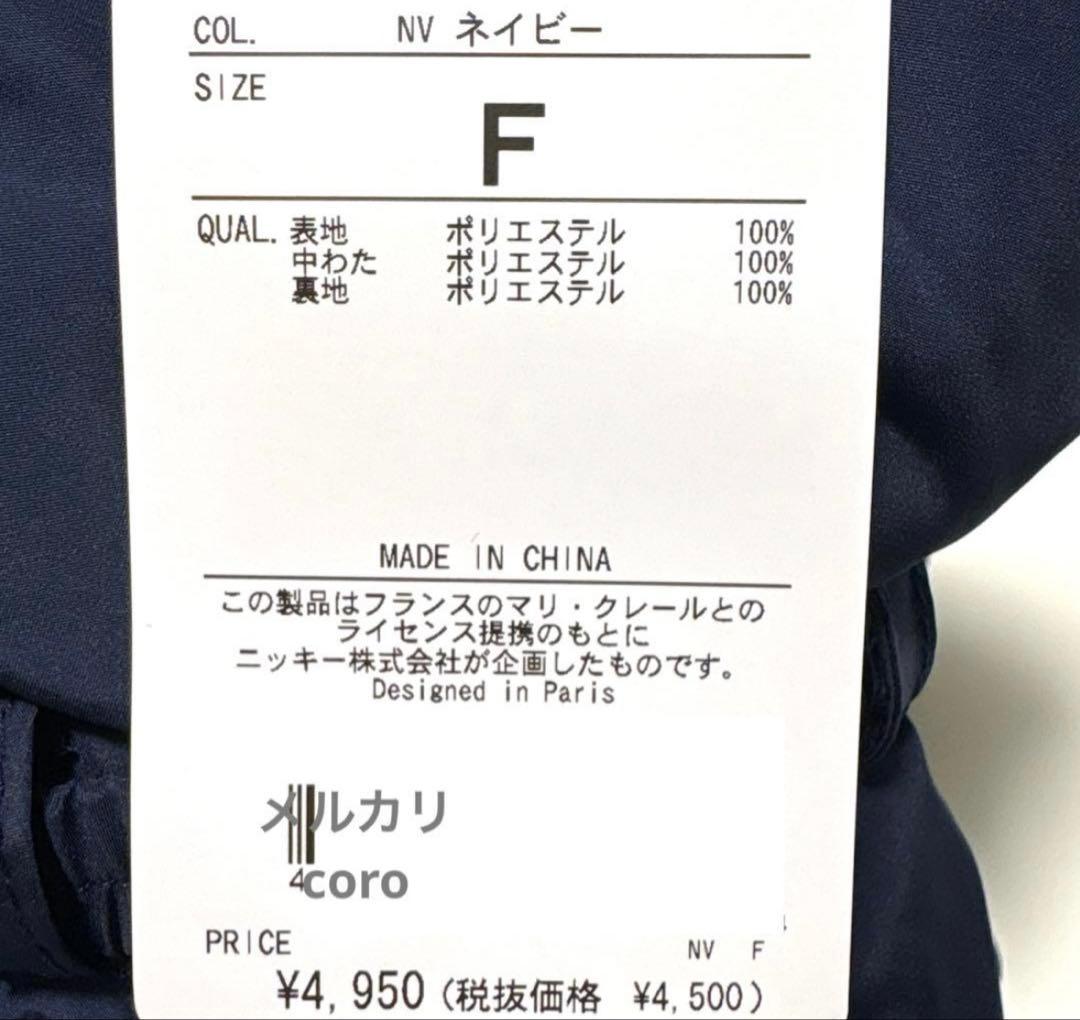 COL. NV ネイビー
SIZE
F
QUAL. 表地 ポリエステル 100%
中わた ポリエステル 100%
裏地 ポリエステル 100%
MADE IN CHINA
この製品はフランスのマリ・クレールとの
ライセンス提携のもとに
ニッキー株式会社が企画したものです。
Designed in Paris
メルカリ
4
coro
PRICE NV F
¥4,950 (税抜価格 ¥4,500)